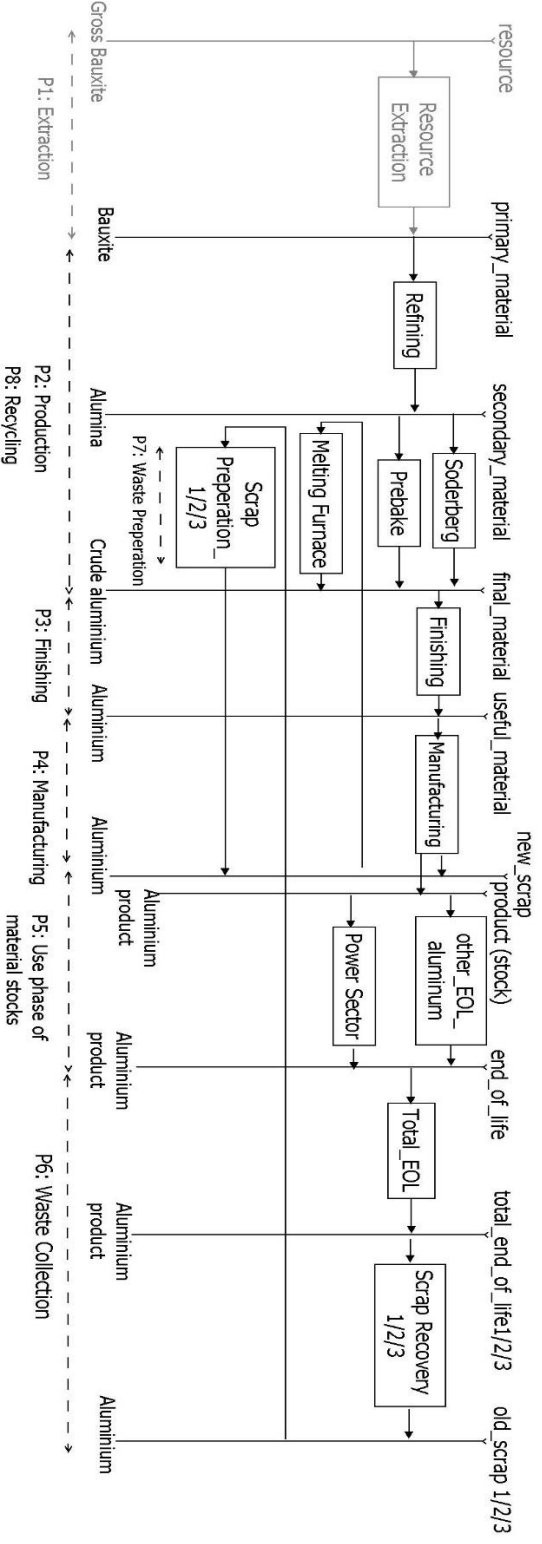 resource
primary_material
secondary_material
final_material
useful_material
new_scrap
product (stock)
end_of_life
total_end_of_life1/2/3
old_scrap 1/2/3
Resource
Extraction
Refining
Soderberg
Prebake
Melting Furnace
Scrap
Preperation_
1/2/3
P7: Waste Preperation
Finishing
Manufacturing
other_EOL_
aluminum
Power Sector
Total_EOL
Scrap Recovery
1/2/3
Gross Bauxite
Bauxite
Alumina
Crude aluminium
Aluminium
Aluminium
Aluminium
product
Aluminium
product
Aluminium
product
Aluminium
P1: Extraction
P2: Production
P8: Recycling
P3: Finishing
P4: Manufacturing
P5: Use phase of
material stocks
P6: Waste Collection